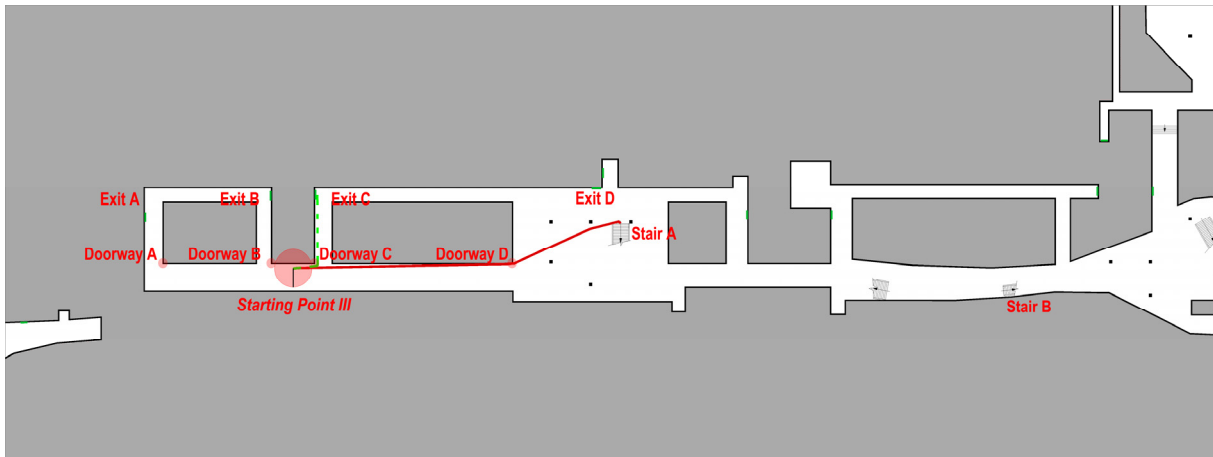 Exit A
Exit B
Exit C
Exit D
Stair A
Doorway A
Doorway B
Doorway C
Doorway D
Starting Point III
Stair B